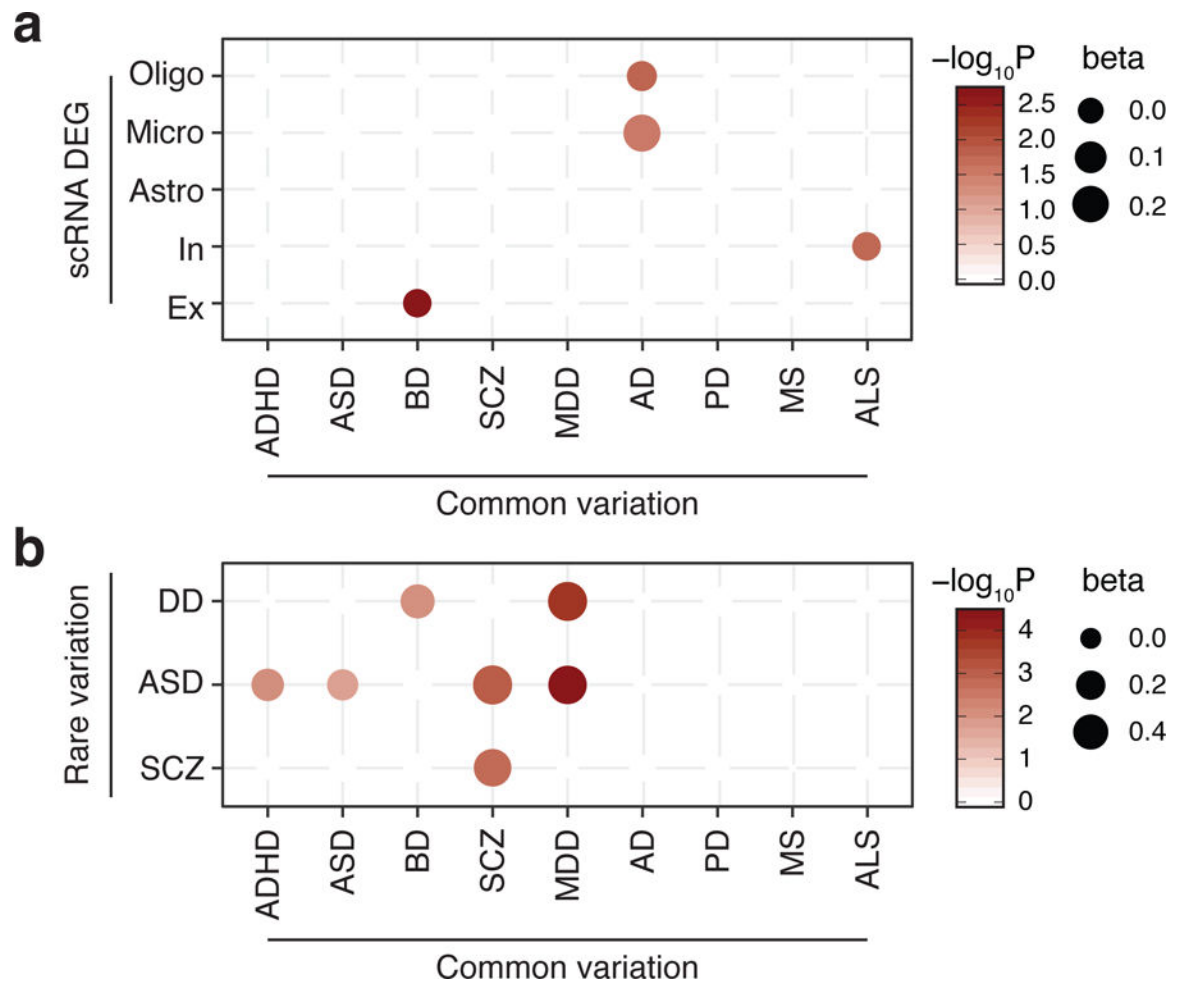 a
scRNA DEG
Oligo
Micro
Astro
In
Ex
ADHD ASD BD SCZ MDD AD PD MS ALS
Common variation
−log10P
2.5
2.0
1.5
1.0
0.5
0.0
beta
0.0
0.1
0.2
b
Rare variation
DD
ASD
SCZ
ADHD ASD BD SCZ MDD AD PD MS ALS
Common variation
−log10P
4
3
2
1
0
beta
0.0
0.2
0.4